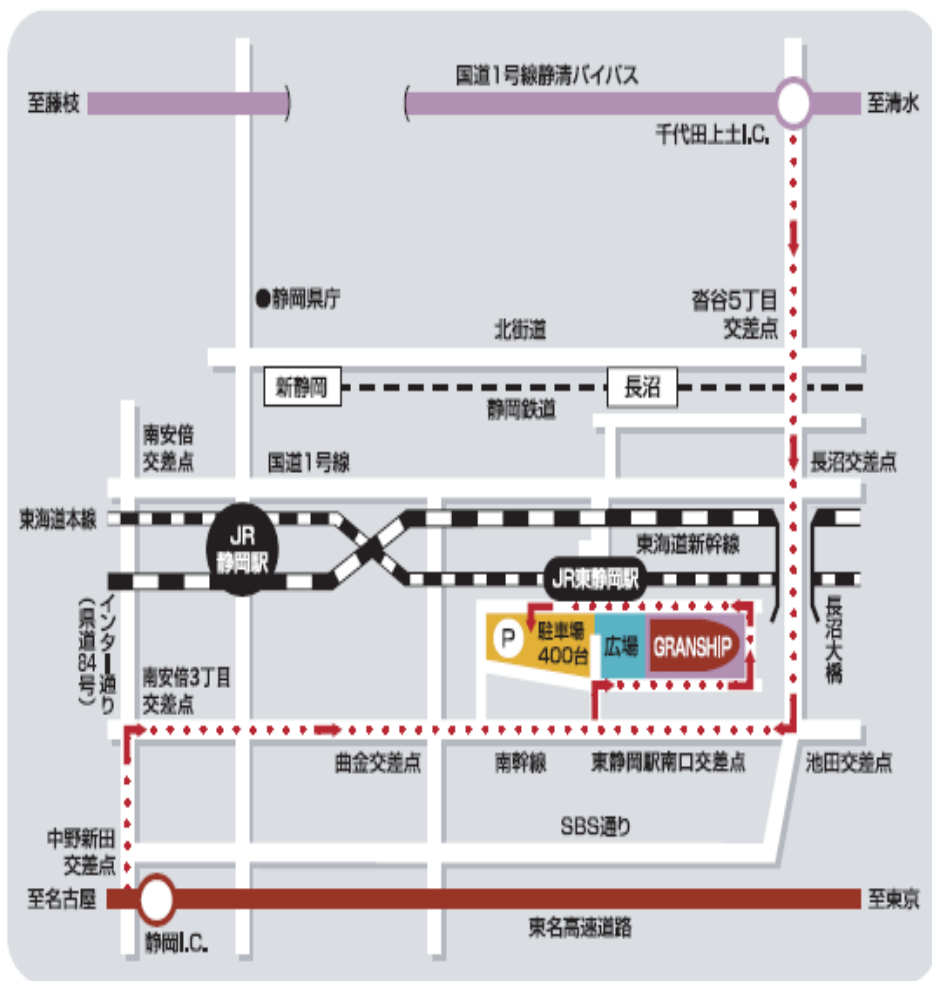 国道1号線静清バイパス
至藤枝
至清水
千代田上土I.C.
●静岡県庁
沓谷5丁目
交差点
北街道
新静岡
長沼
静岡鉄道
南安倍
交差点
国道1号線
長沼交差点
東海道本線
JR
静岡駅
東海道新幹線
JR東静岡駅
インター通り
(県道84号)
P
駐車場
400台
広場
GRANSHIP
長沼大橋
南安倍3丁目
交差点
曲金交差点
南幹線
東静岡駅南口交差点
池田交差点
中野新田
交差点
SBS通り
至名古屋
至東京
東名高速道路
静岡I.C.